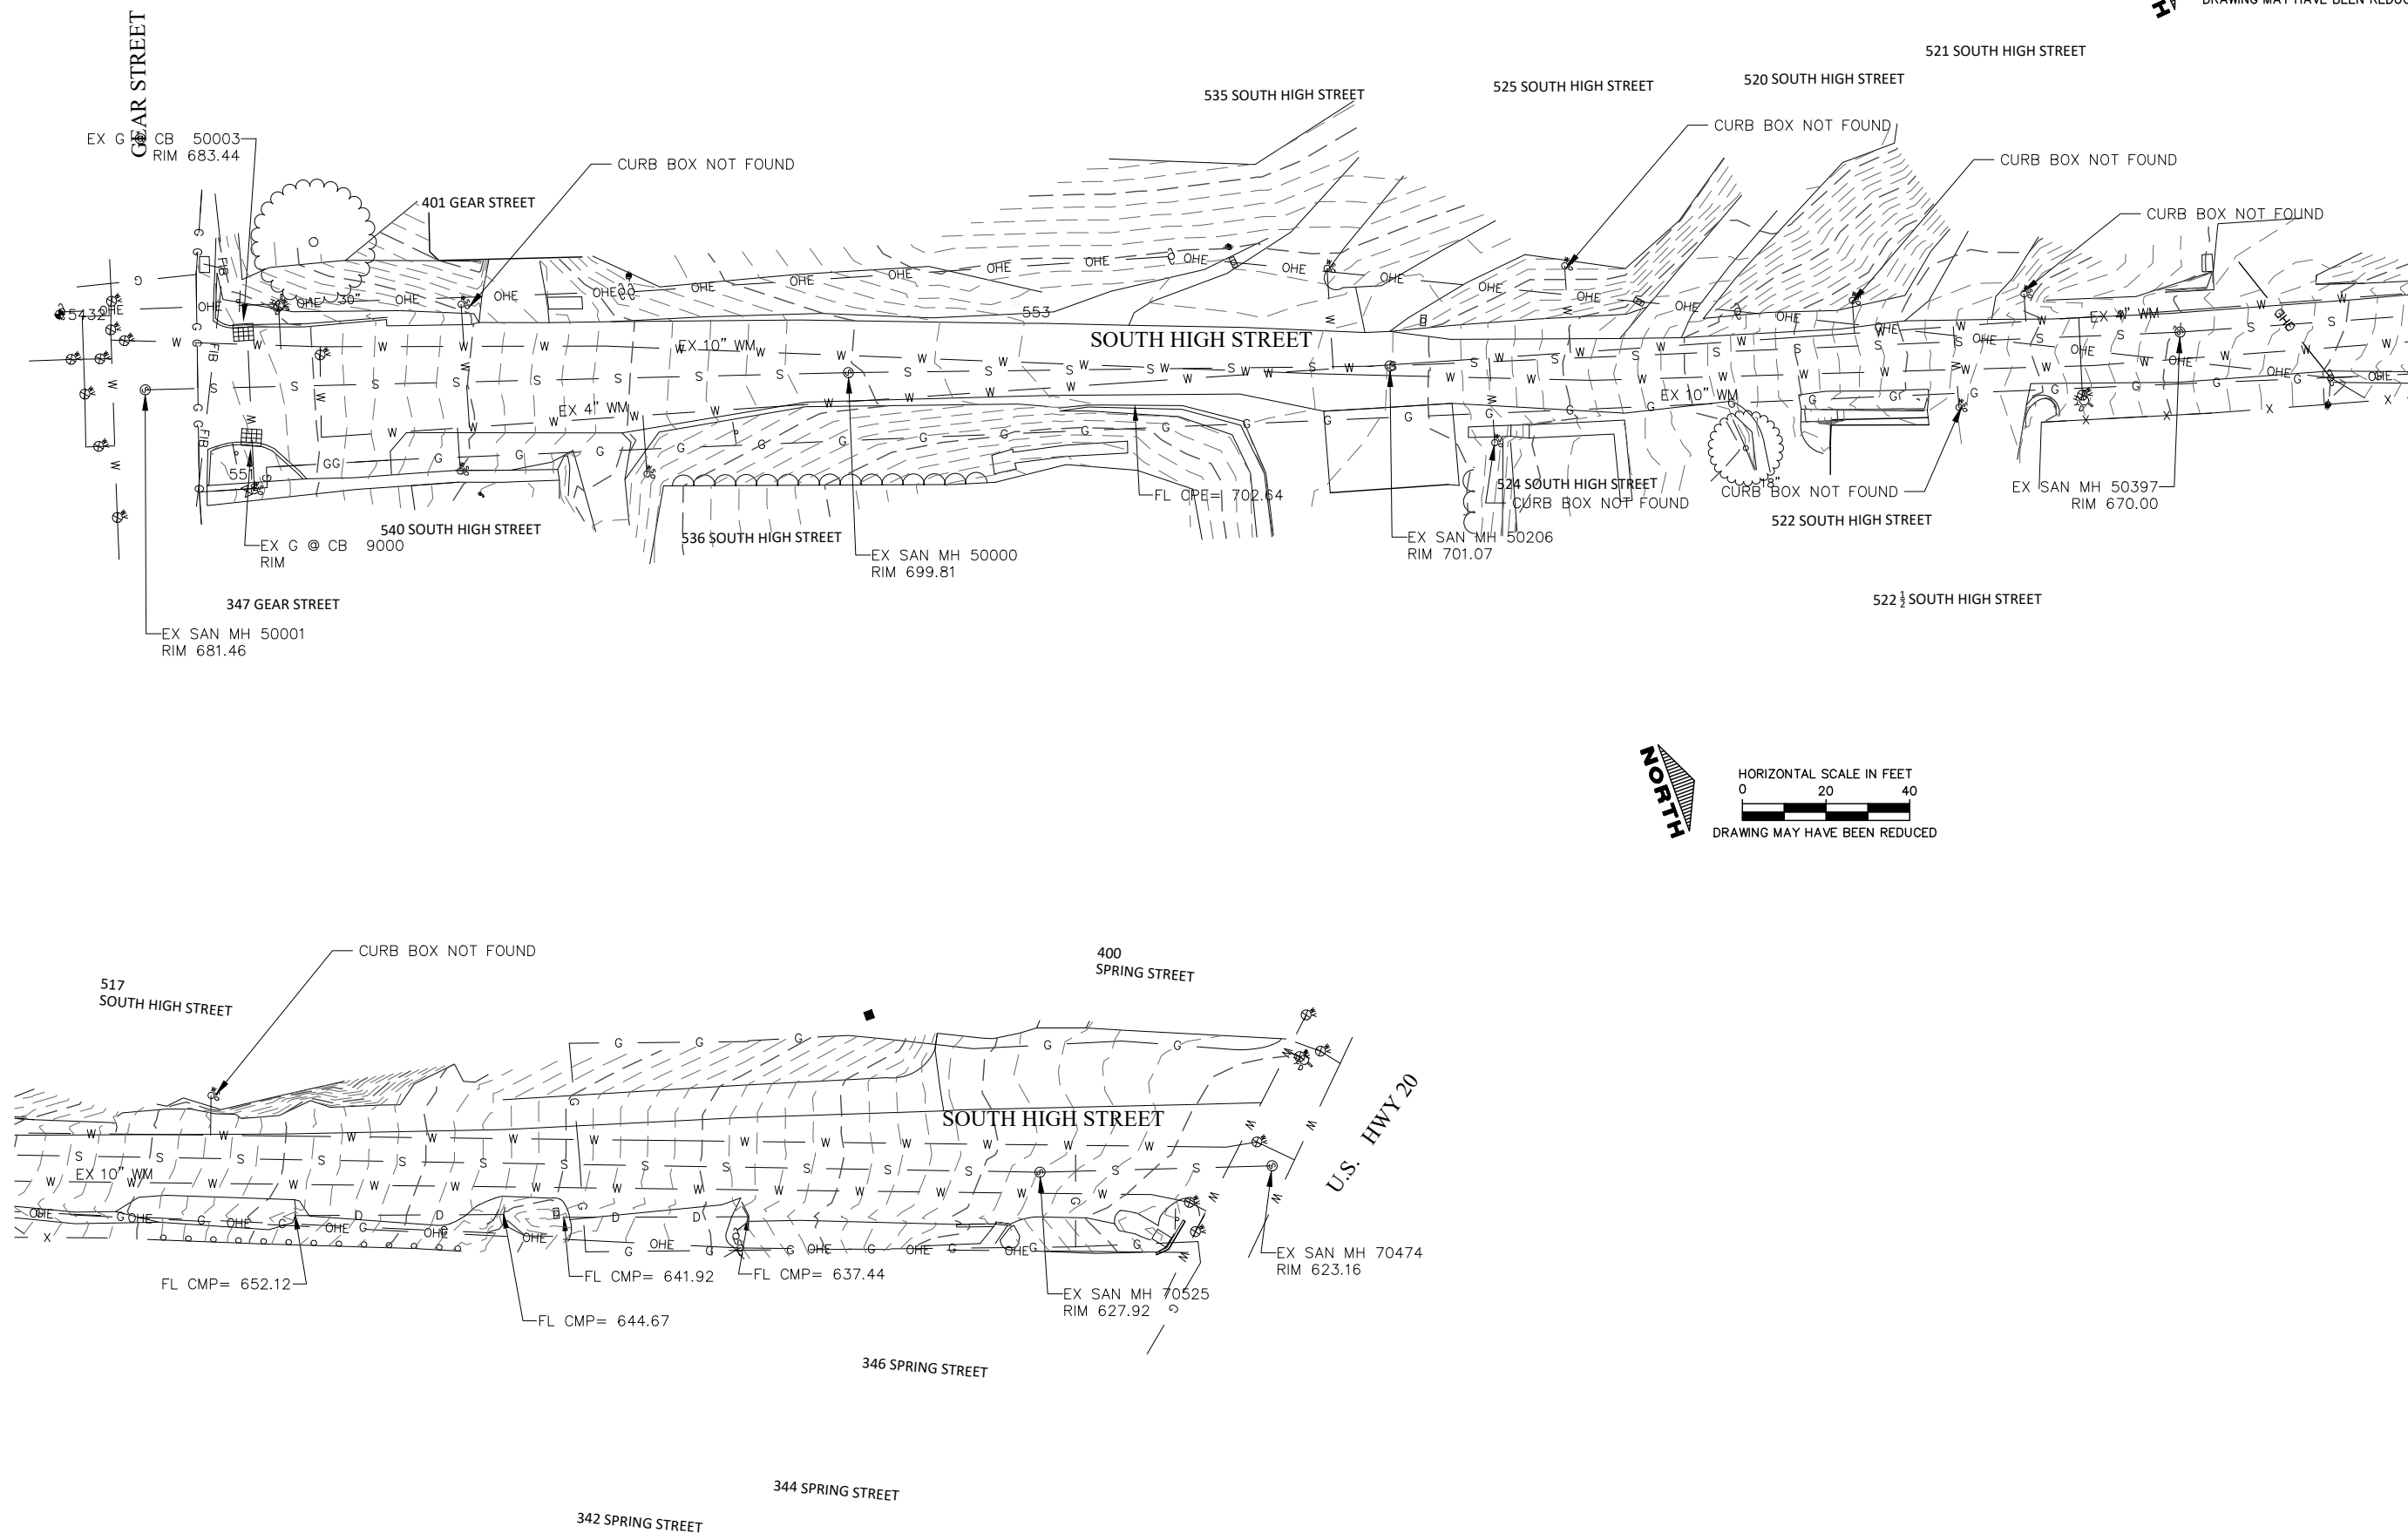 DRAWING MAY HAVE BEEN REDUC
H
GEAR STREET
EX G @ CB 50003
RIM 683.44
401 GEAR STREET
CURB BOX NOT FOUND
535 SOUTH HIGH STREET
525 SOUTH HIGH STREET
520 SOUTH HIGH STREET
521 SOUTH HIGH STREET
CURB BOX NOT FOUND
CURB BOX NOT FOUND
CURB BOX NOT FOUND
5432
30"
553
SOUTH HIGH STREET
EX 10" WM
EX 4" WM
EX 4" WM
EX 10" WM
551
540 SOUTH HIGH STREET
536 SOUTH HIGH STREET
FL CPE= 702.64
524 SOUTH HIGH STREET
CURB BOX NOT FOUND
18"
CURB BOX NOT FOUND
522 SOUTH HIGH STREET
EX SAN MH 50397
RIM 670.00
EX G @ CB 9000
RIM
EX SAN MH 50000
RIM 699.81
EX SAN MH 50206
RIM 701.07
347 GEAR STREET
522 ½ SOUTH HIGH STREET
EX SAN MH 50001
RIM 681.46
NORTH
HORIZONTAL SCALE IN FEET
0 20 40
DRAWING MAY HAVE BEEN REDUCED
CURB BOX NOT FOUND
517
SOUTH HIGH STREET
400
SPRING STREET
SOUTH HIGH STREET
U.S. HWY 20
EX 10" WM
FL CMP= 652.12
FL CMP= 644.67
FL CMP= 641.92
FL CMP= 637.44
EX SAN MH 70525
RIM 627.92
EX SAN MH 70474
RIM 623.16
346 SPRING STREET
344 SPRING STREET
342 SPRING STREET